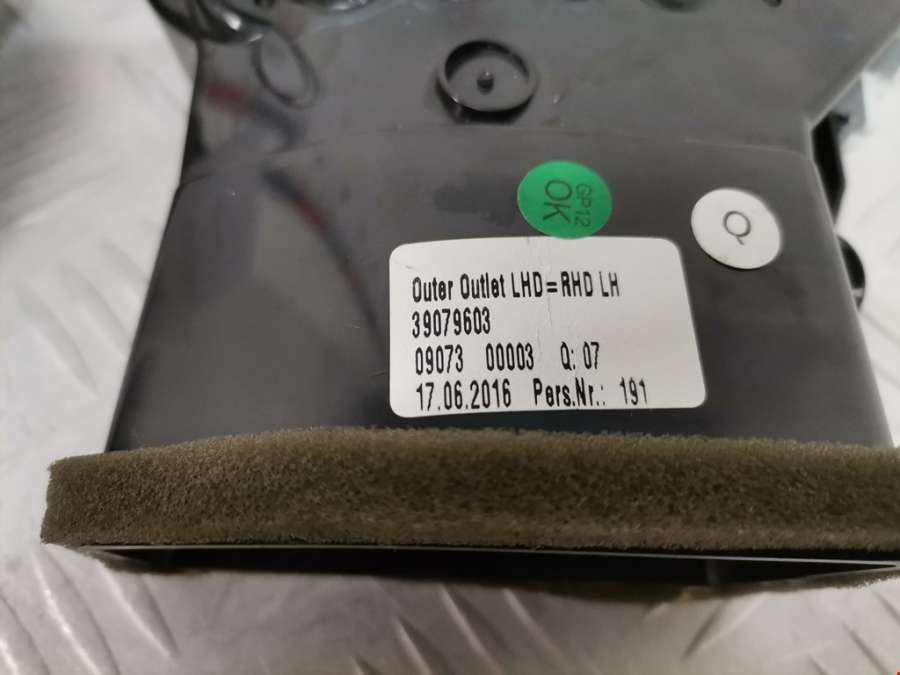 GP12
OK
Q
Outer Outlet LHD=RHD LH
39079603
09073 00003 Q: 07
17.06.2016 Pers.Nr.: 191